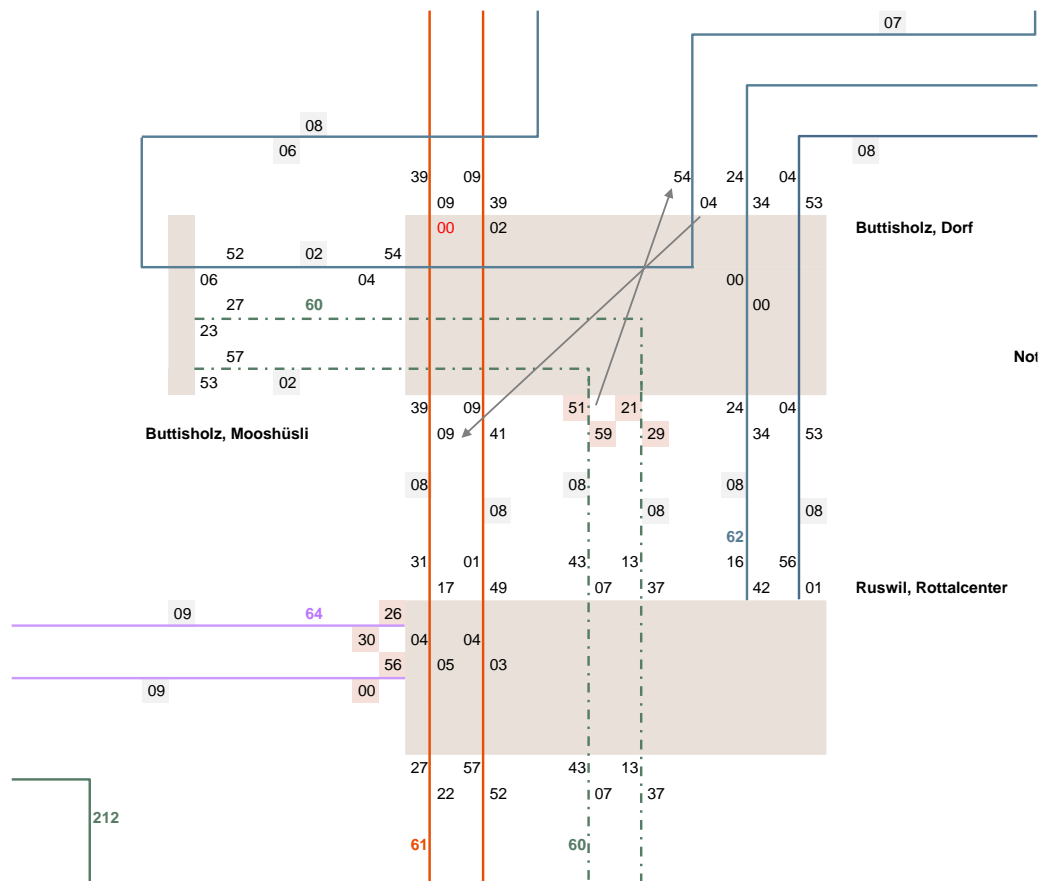 07
08
06
08
39 09 54 24 04
09 39 04 34 53
00 02 Buttisholz, Dorf
52 02 54
06 04 00
27 60 00
23
57 Not
53 02
39 09 51 21 24 04
Buttisholz, Mooshüsli 09 41 59 29 34 53
08 08 08
08 08 08
62
31 01 43 13 16 56
17 49 07 37 42 01 Ruswil, Rottalcenter
09 64 26
30 04 04
56 05 03
09 00
27 57 43 13
22 52 07 37
212
61 60